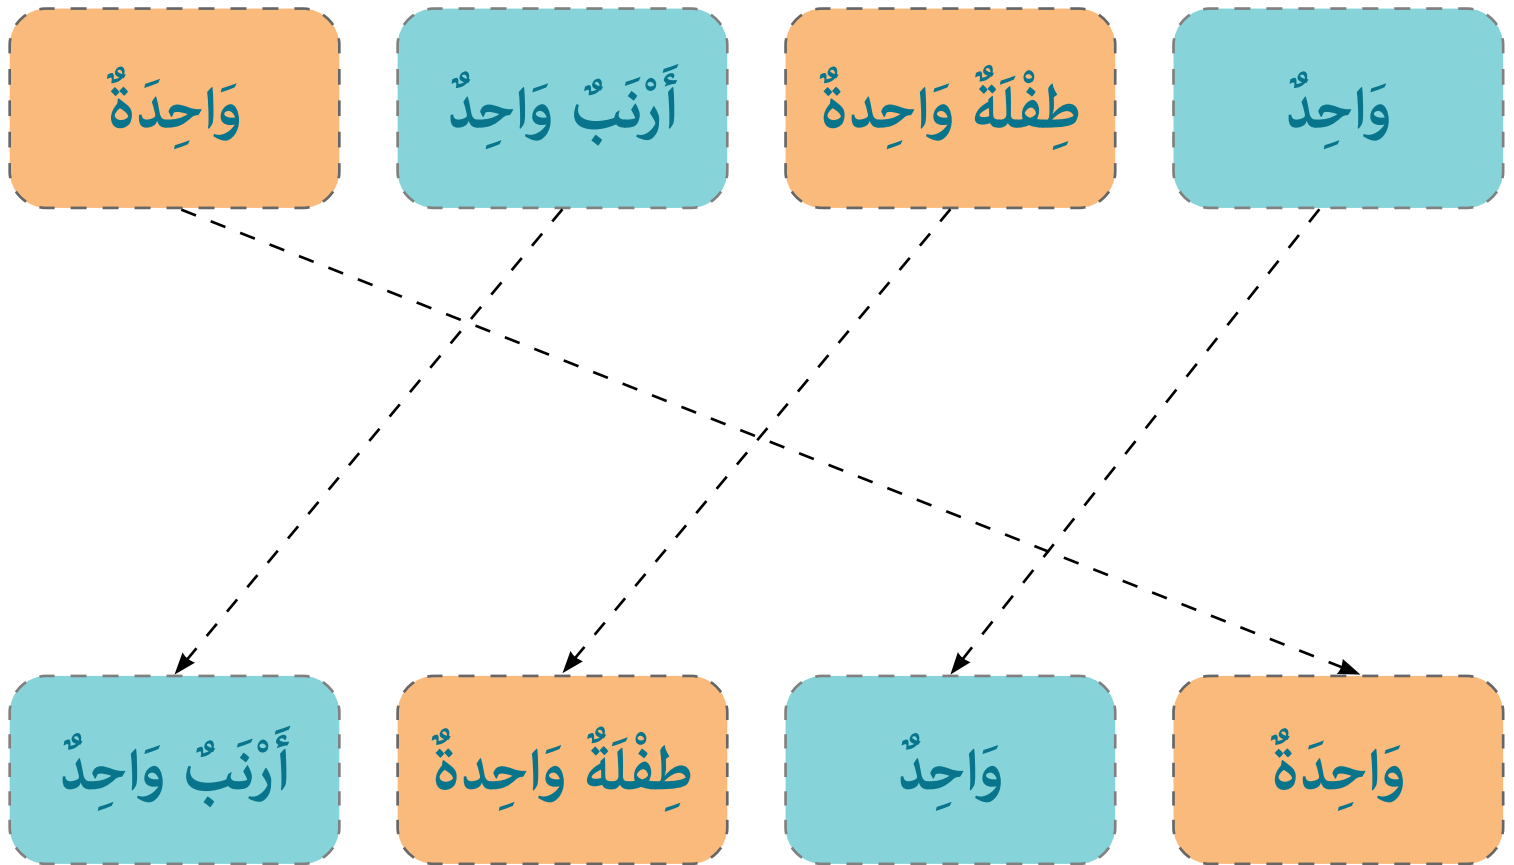 وَاحِدٌ
طِفْلَةٌ وَاحِدةٌ
أَرْنَبٌ وَاحِدٌ
وَاحِدَةٌ
وَاحِدَةٌ
وَاحِدٌ
طِفْلَةٌ وَاحِدةٌ
أَرْنَبٌ وَاحِدٌ